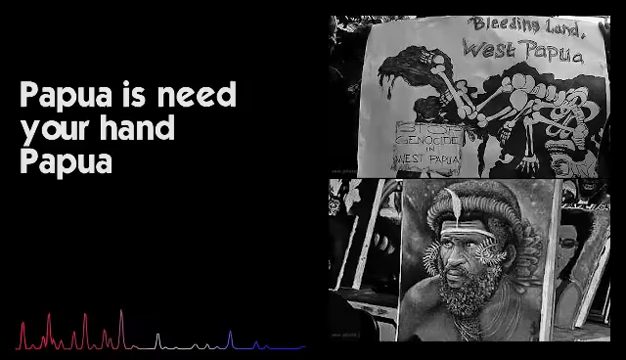 Papua is need
your hand
Papua
Bleeding Land,
West Papua
STOP
GENOCIDE
IN
WEST PAPUA